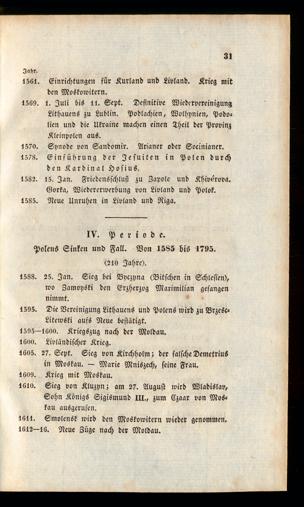 31
Jahr.
1561. Einrichtungen für Kurland und Livland. Krieg mit
den Moskowitern.
1569. 1. Juli bis 11. Sept. Definitive Wiedervereinigung
Lithauens zu Lublin. Podlachien, Wolhynien, Podo-
lien und die Ukraine machen einen Theil der Provinz
Kleinpolen aus.
1570. Synode von Sandomir. Arianer oder Socinianer.
1578. Einführung der Jesuiten in Polen durch
den Kardinal Hosius.
1582. 15. Jan. Friedensschluß zu Zapole und Khivérova.
Gorka, Wiedererwerbung von Livland und Polok.
1585. Neue Unruhen in Livland und Riga.
IV. Periode.
Polens Sinken und Fall. Von 1585 bis 1795.
(210 Jahre).
1588. 25. Jan. Sieg bei Byczyna (Bitschen in Schlesien),
wo Zamoyski den Erzherzog Maximilian gefangen
nimmt.
1595. Die Vereinigung Lithauens und Polens wird zu Brzesc-
Litewski aufs Neue bestätigt.
1595—1600. Kriegszug nach der Moldau.
1600. Livländischer Krieg.
1605. 27. Sept. Sieg von Kirchholm; der falsche Demetrius
in Moskau. — Marie Mniszech, seine Frau.
1609. Krieg mit Moskau.
1610. Sieg von Kluzyn; am 27. August wird Wladislav,
Sohn Königs Sigismund III., zum Czaar von Mos-
kau ausgerufen.
1611. Smolensk wird den Moskowitern wieder genommen.
1612—16. Neue Züge nach der Moldau.